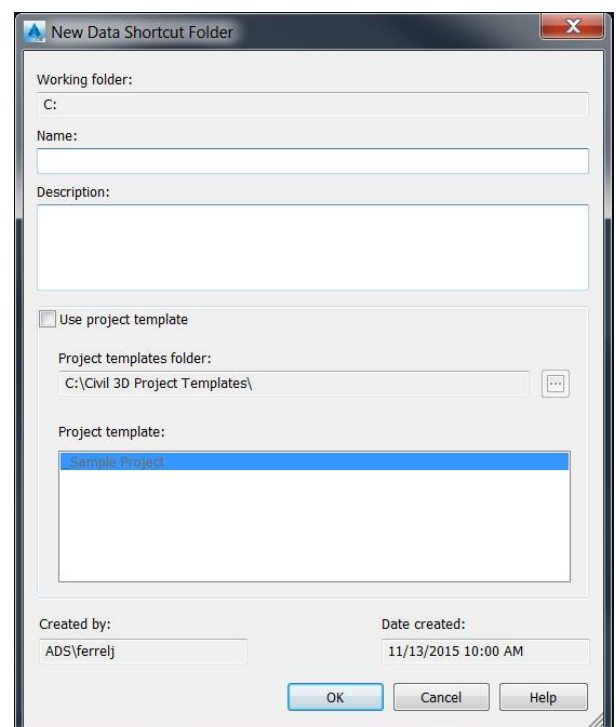 New Data Shortcut Folder
Working folder:
C:
Name:
Description:
Use project template
Project templates folder:
C:\Civil 3D Project Templates\
...
Project template:
_Sample Project
Created by:
Date created:
ADS\ferrelj
11/13/2015 10:00 AM
OK
Cancel
Help